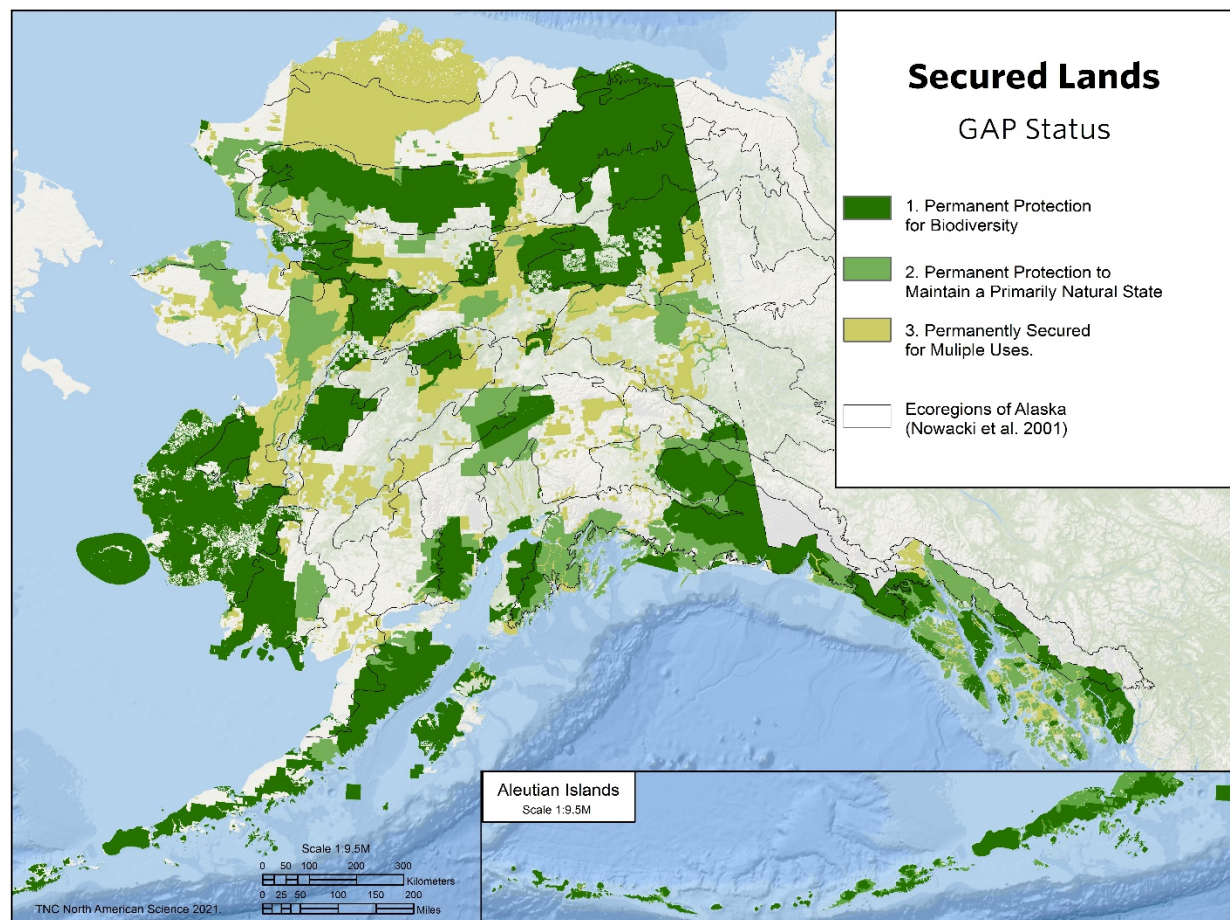 Secured Lands
GAP Status
1. Permanent Protection
for Biodiversity
2. Permanent Protection to
Maintain a Primarily Natural State
3. Permanently Secured
for Muliple Uses.
Ecoregions of Alaska
(Nowacki et al. 2001)
Aleutian Islands
Scale 1:9.5M
Scale 1:9.5M
0 50 100 200 300
Kilometers
0 25 50 100 150 200
Miles
TNC North American Science 2021.